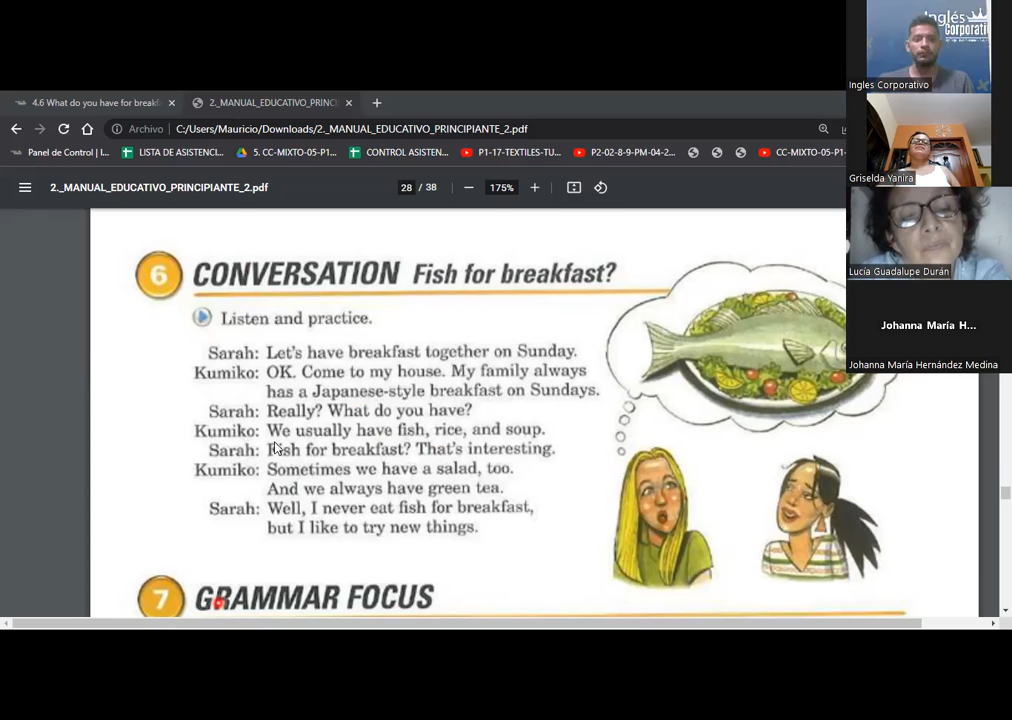 4.6 What do you have for breakf
2._MANUAL_EDUCATIVO_PRINCI
Archivo
C:/Users/Mauricio/Downloads/2._MANUAL_EDUCATIVO_PRINCIPIANTE_2.pdf
Panel de Control | I...
LISTA DE ASISTENCI...
5. CC-MIXTO-05-P1...
CONTROL ASISTEN...
P1-17-TEXTILES-TU...
P2-02-8-9-PM-04-2...
CC-MIXTO-05-P1
2._MANUAL_EDUCATIVO_PRINCIPIANTE_2.pdf
28 / 38
175%
6 CONVERSATION Fish for breakfast?
Listen and practice.
Sarah: Let's have breakfast together on Sunday.
Kumiko: OK. Come to my house. My family always
has a Japanese-style breakfast on Sundays.
Sarah: Really? What do you have?
Kumiko: We usually have fish, rice, and soup.
Sarah: Fish for breakfast? That's interesting.
Kumiko: Sometimes we have a salad, too.
And we always have green tea.
Sarah: Well, I never eat fish for breakfast,
but I like to try new things.
7 GRAMMAR FOCUS
Inglés
Corporati
Ingles Corporativo
Griselda Yanira
Lucía Guadalupe Durán
Johanna María H...
Johanna María Hernández Medina